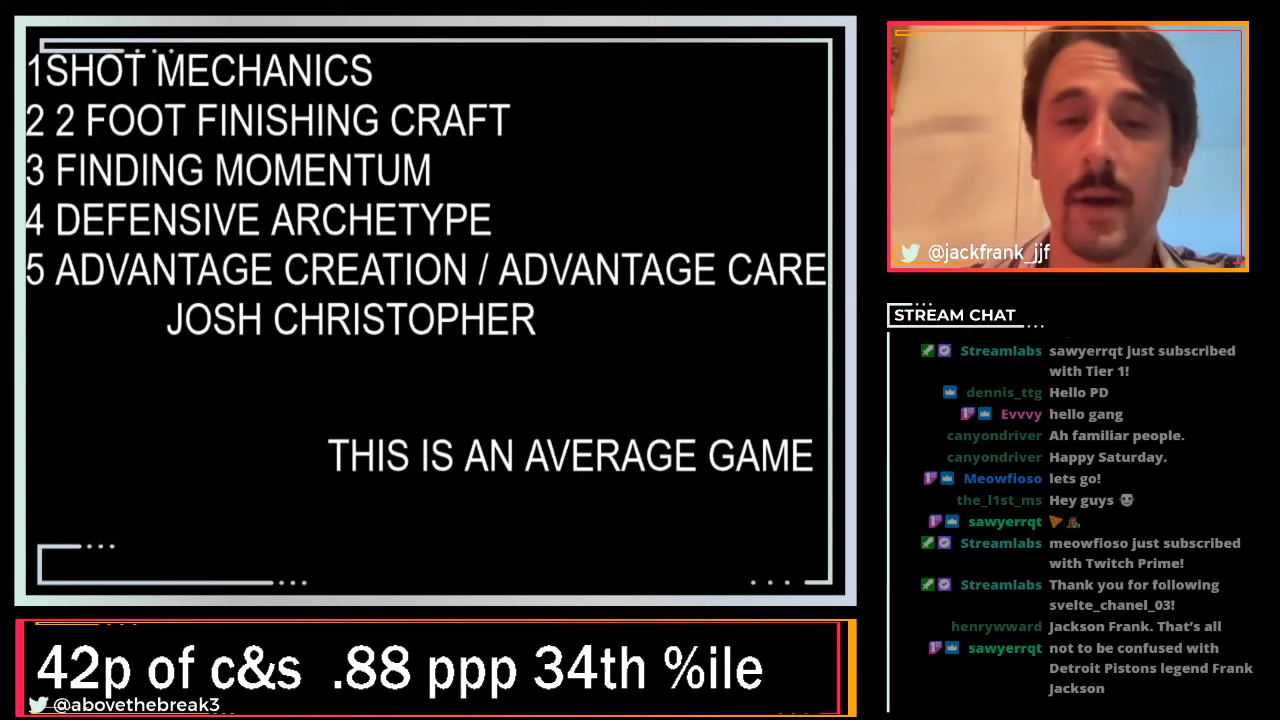 1SHOT MECHANICS
2 2 FOOT FINISHING CRAFT
3 FINDING MOMENTUM
4 DEFENSIVE ARCHETYPE
5 ADVANTAGE CREATION / ADVANTAGE CARE
JOSH CHRISTOPHER
THIS IS AN AVERAGE GAME
42p of c&s .88 ppp 34th %ile
@abovethebreak3
@jackfrank_jjf
STREAM CHAT
Streamlabs sawyerrqt just subscribed
with Tier 1!
dennis_ttg Hello PD
Evvvy hello gang
canyondriver Ah familiar people.
canyondriver Happy Saturday.
Meowfioso lets go!
the_l1st_ms Hey guys
sawyerrqt
Streamlabs meowfioso just subscribed
with Twitch Prime!
Streamlabs Thank you for following
svelte_chanel_03!
henrywward Jackson Frank. That's all
sawyerrqt not to be confused with
Detroit Pistons legend Frank
Jackson